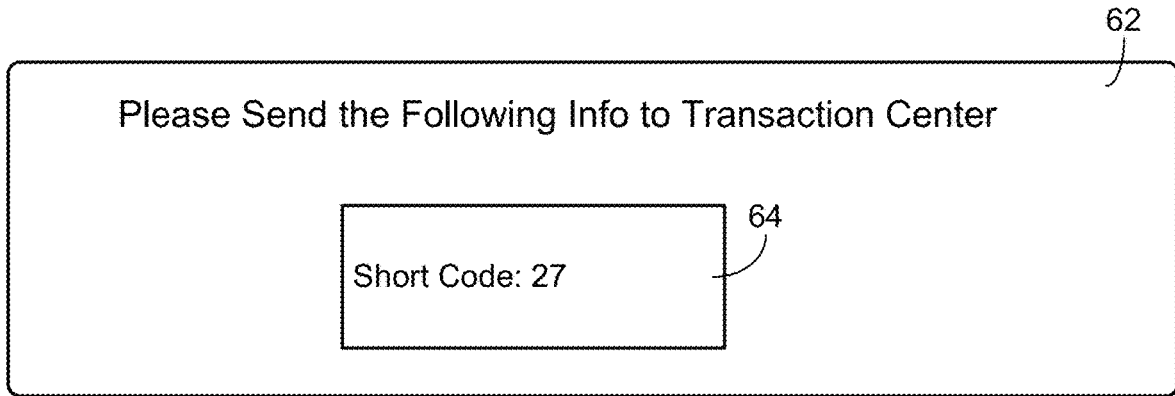 62
Please Send the Following Info to Transaction Center
64
Short Code: 27